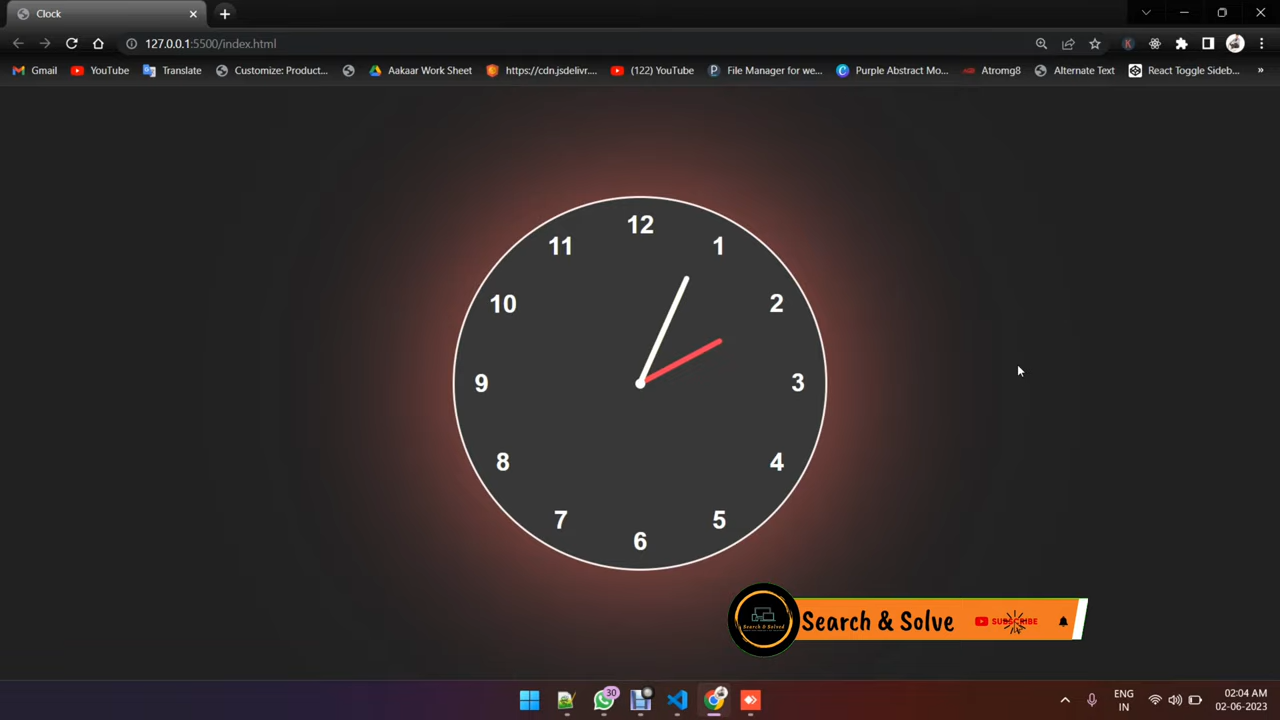 Clock
127.0.0.1:5500/index.html
Gmail
YouTube
Translate
Customize: Product...
Aakaar Work Sheet
https://cdn.jsdelivr....
(122) YouTube
File Manager for we...
Purple Abstract Mo...
Atromg8
Alternate Text
React Toggle Sideb...
»
12
11
1
10
2
9
3
8
4
7
5
6
Search & Solve
SUBSCRIBE
Search & Solved
30
ENG
IN
02:04 AM
02-06-2023